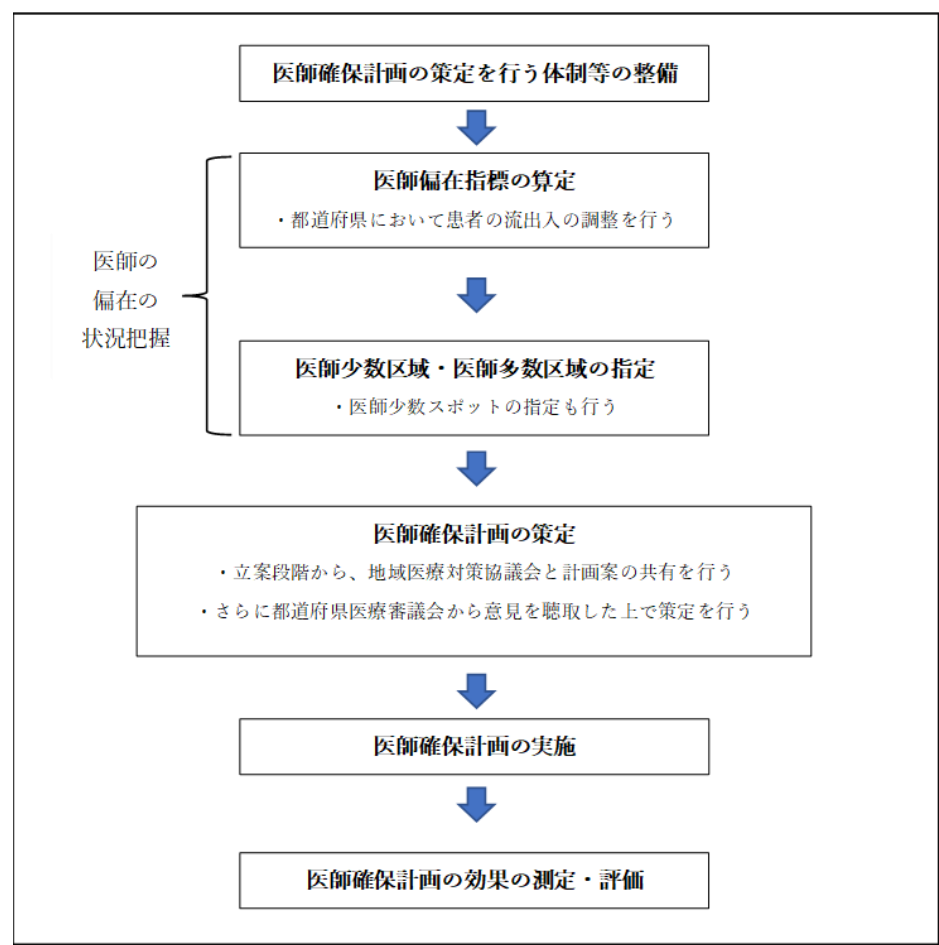 医師確保計画の策定を行う体制等の整備
医師偏在指標の算定
・都道府県において患者の流出入の調整を行う
医師の
偏在の
状況把握
医師少数区域・医師多数区域の指定
・医師少数スポットの指定も行う
医師確保計画の策定
・立案段階から、地域医療対策協議会と計画案の共有を行う
・さらに都道府県医療審議会から意見を聴取した上で策定を行う
医師確保計画の実施
医師確保計画の効果の測定・評価